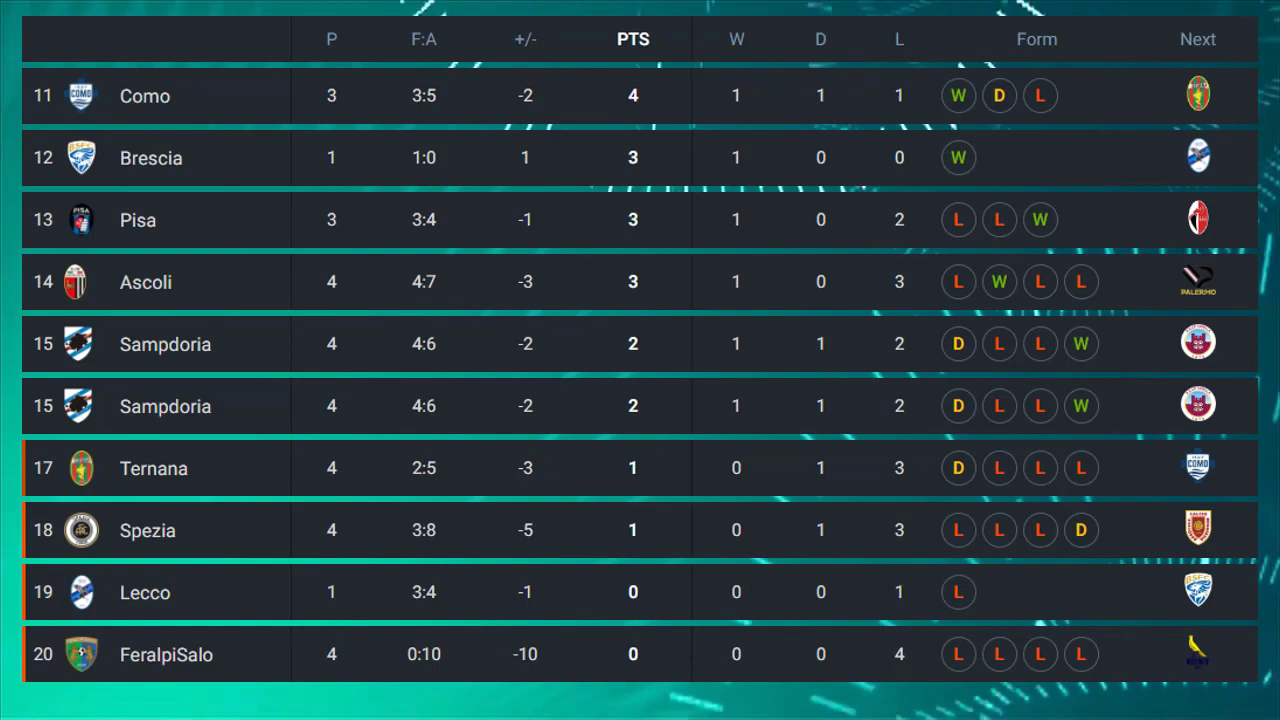 P F:A +/- PTS W D L Form Next
11 COMO Como 3 3:5 -2 4 1 1 1 W D L
12 BSFC Brescia 1 1:0 1 3 1 0 0 W
13 PISA Pisa 3 3:4 -1 3 1 0 2 L L W
14 Ascoli 4 4:7 -3 3 1 0 3 L W L L PALERMO
15 Sampdoria 4 4:6 -2 2 1 1 2 D L L W
15 Sampdoria 4 4:6 -2 2 1 1 2 D L L W
17 Ternana 4 2:5 -3 1 0 1 3 D L L L COMO
18 Spezia 4 3:8 -5 1 0 1 3 L L L D
19 Lecco 1 3:4 -1 0 0 0 1 L BSFC
20 FeralpiSalo 4 0:10 -10 0 0 0 4 L L L L